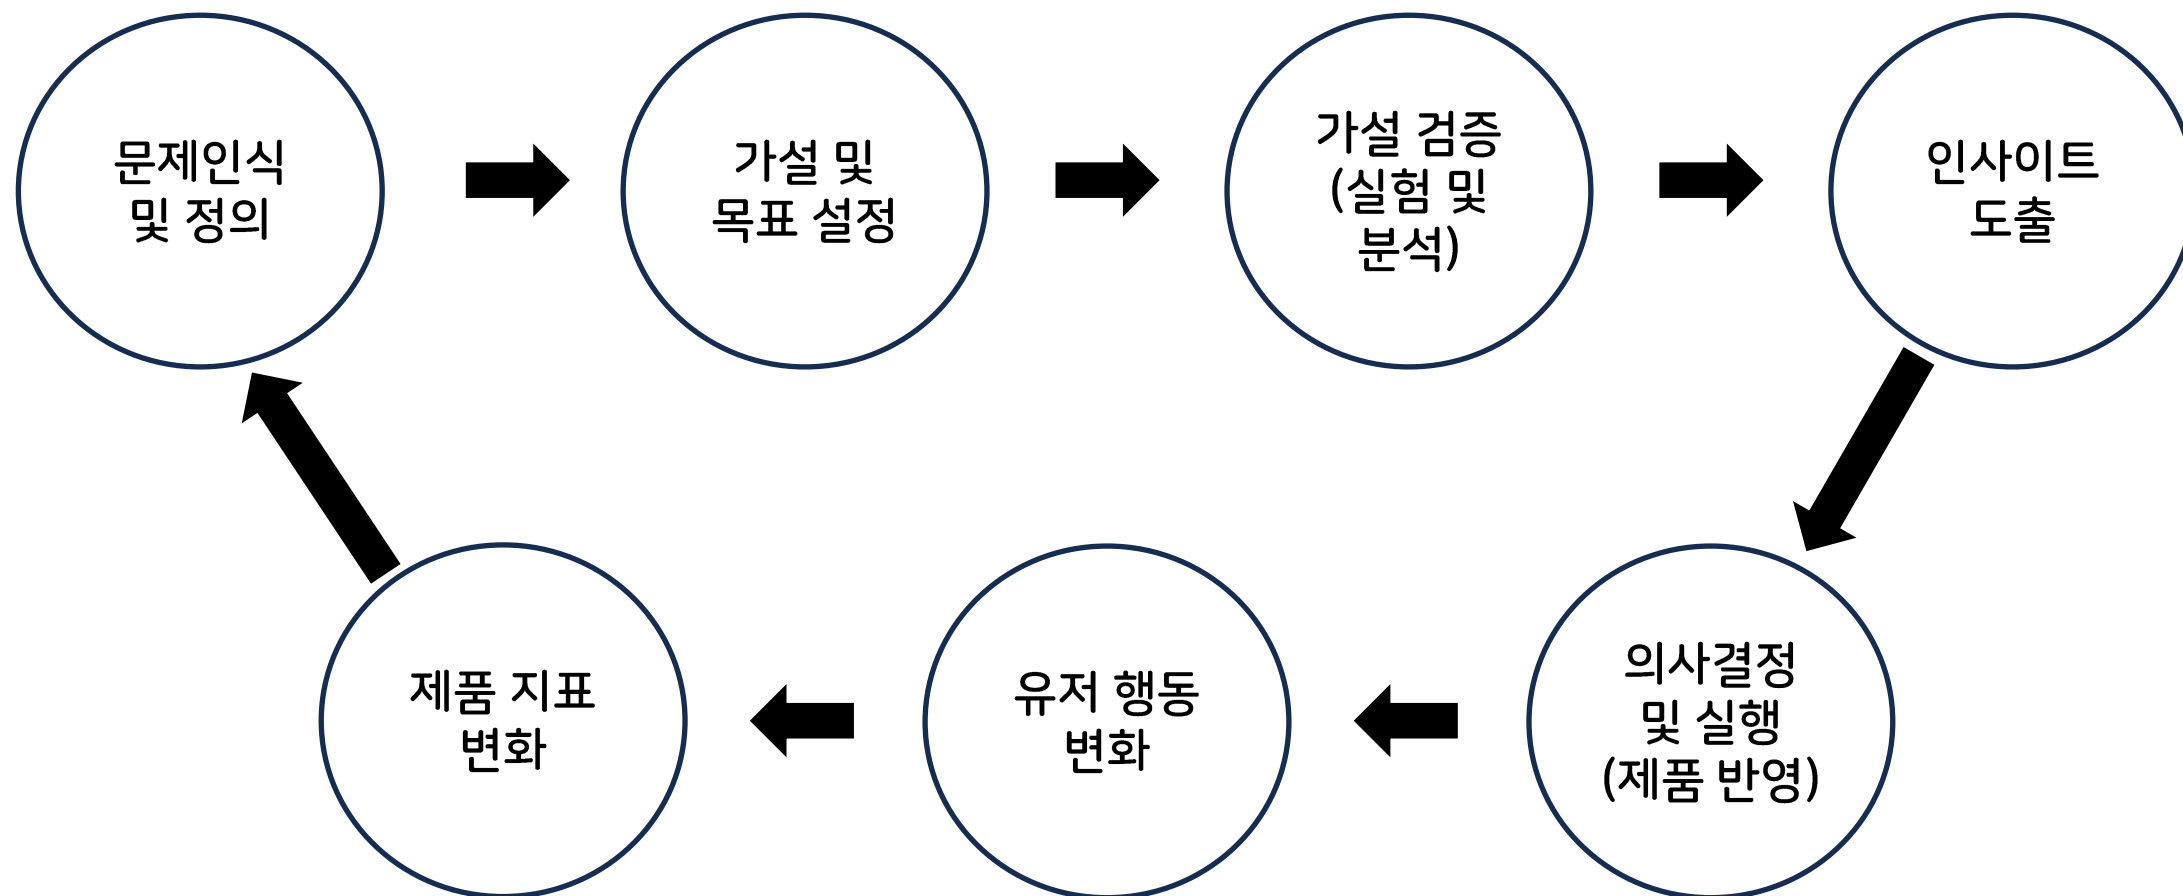 문제인식
및 정의
가설 및
목표 설정
가설 검증
(실험 및
분석)
인사이트
도출
의사결정
및 실행
(제품 반영)
유저 행동
변화
제품 지표
변화